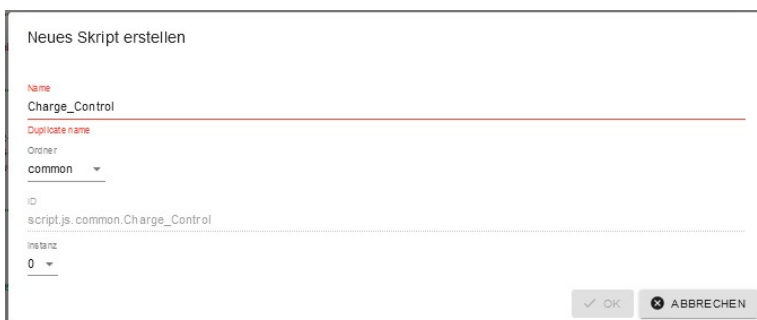 Neues Skript erstellen
Name
Charge_Control
Duplicate name
Ordner
common
ID
script.js.common.Charge_Control
Instanz
0
OK ABBRECHEN